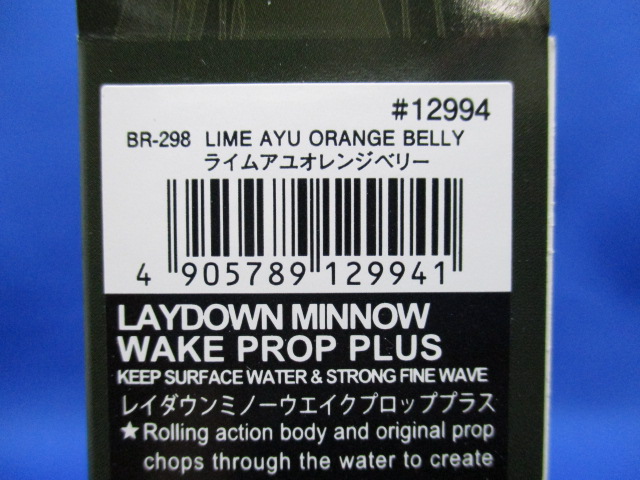 #12994
BR-298 LIME AYU ORANGE BELLY
ライムアユオレンジベリー
4 905789 129941
LAYDOWN MINNOW
WAKE PROP PLUS
KEEP SURFACE WATER & STRONG FINE WAVE
レイダウンミノーウエイクプロッププラス
★Rolling action body and original prop
chops through the water to create